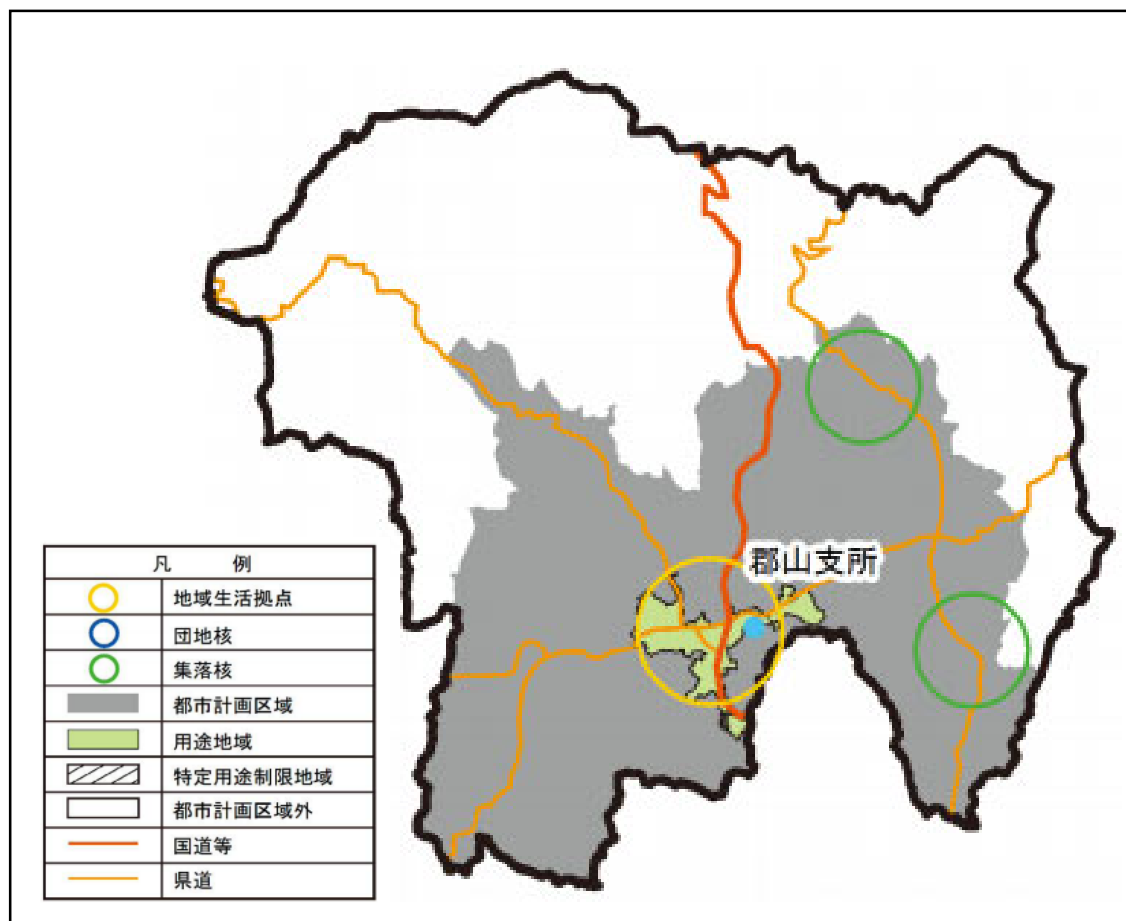 郡山支所
凡 例
地域生活拠点
団地核
集落核
都市計画区域
用途地域
特定用途制限地域
都市計画区域外
国道等
県道